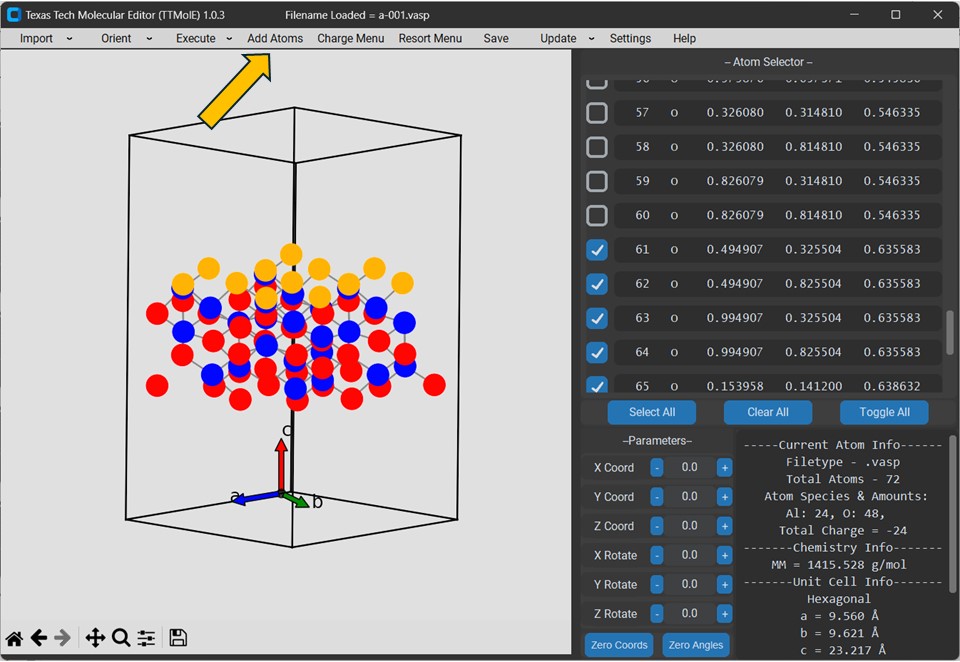 Texas Tech Molecular Editor (TTMolE) 1.0.3 Filename Loaded = a-001.vasp
Import Orient Execute Add Atoms Charge Menu Resort Menu Save Update Settings Help
-- Atom Selector --
57 o 0.326080 0.314810 0.546335
58 o 0.326080 0.814810 0.546335
59 o 0.826079 0.314810 0.546335
60 o 0.826079 0.814810 0.546335
61 o 0.494907 0.325504 0.635583
62 o 0.494907 0.825504 0.635583
63 o 0.994907 0.325504 0.635583
64 o 0.994907 0.825504 0.635583
65 o 0.153958 0.141200 0.638632
Select All Clear All Toggle All
--Parameters--
X Coord - 0.0 +
Y Coord - 0.0 +
Z Coord - 0.0 +
X Rotate - 0.0 +
Y Rotate - 0.0 +
Z Rotate - 0.0 +
Zero Coords Zero Angles
-----Current Atom Info------
Filetype - .vasp
Total Atoms - 72
Atom Species & Amounts:
Al: 24, O: 48,
Total Charge = -24
-------Chemistry Info-------
MM = 1415.528 g/mol
-------Unit Cell Info-------
Hexagonal
a = 9.560 Å
b = 9.621 Å
c = 23.217 Å
c
a
b